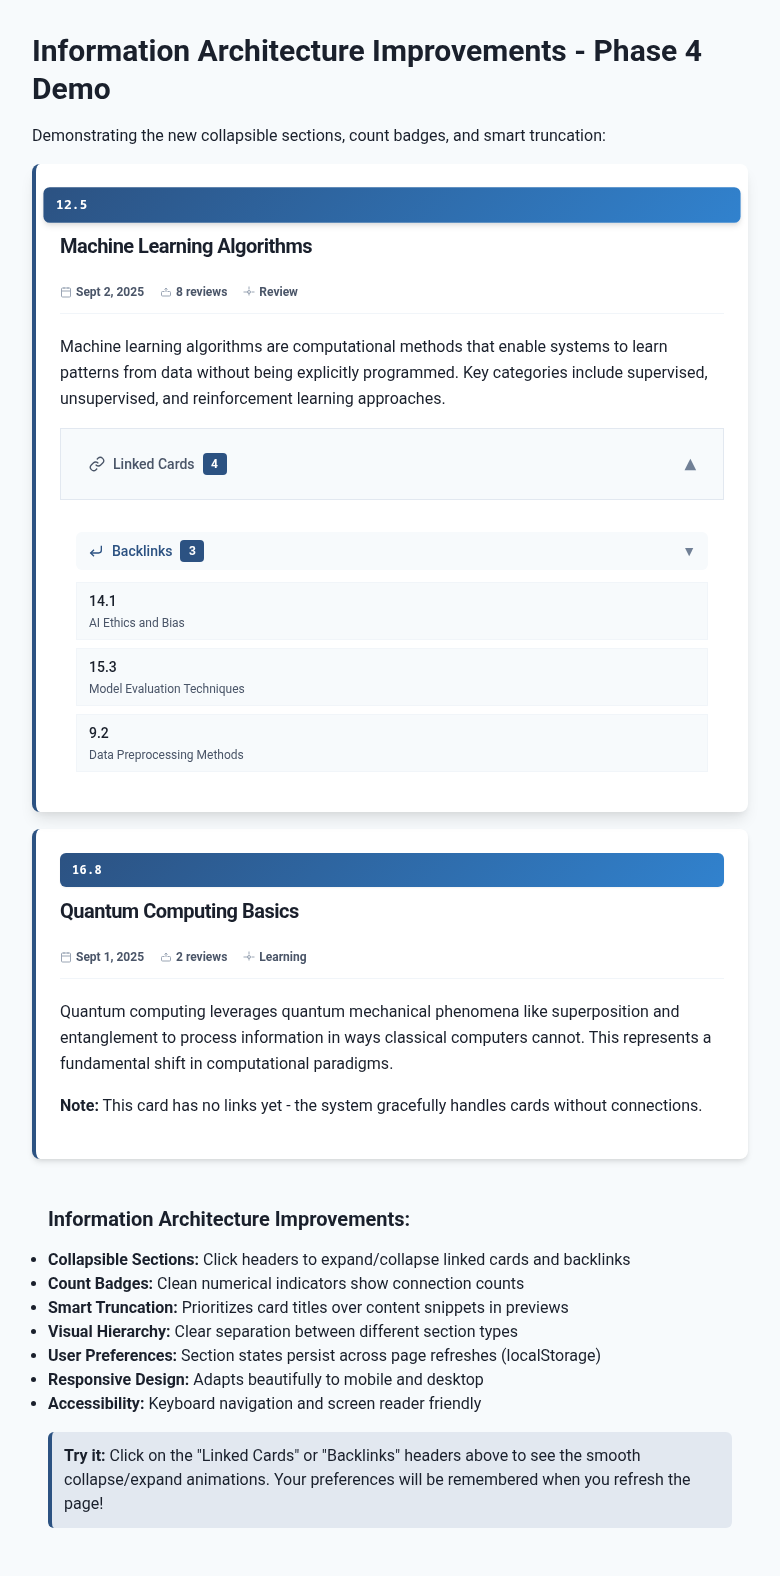 Information Architecture Improvements - Phase 4
Demo
Demonstrating the new collapsible sections, count badges, and smart truncation:
12.5
Machine Learning Algorithms
Sept 2, 2025 8 reviews Review
Machine learning algorithms are computational methods that enable systems to learn
patterns from data without being explicitly programmed. Key categories include supervised,
unsupervised, and reinforcement learning approaches.
Linked Cards 4 ▲
Backlinks 3 ▼
14.1
AI Ethics and Bias
15.3
Model Evaluation Techniques
9.2
Data Preprocessing Methods
16.8
Quantum Computing Basics
Sept 1, 2025 2 reviews Learning
Quantum computing leverages quantum mechanical phenomena like superposition and
entanglement to process information in ways classical computers cannot. This represents a
fundamental shift in computational paradigms.
Note: This card has no links yet - the system gracefully handles cards without connections.
Information Architecture Improvements:
• Collapsible Sections: Click headers to expand/collapse linked cards and backlinks
• Count Badges: Clean numerical indicators show connection counts
• Smart Truncation: Prioritizes card titles over content snippets in previews
• Visual Hierarchy: Clear separation between different section types
• User Preferences: Section states persist across page refreshes (localStorage)
• Responsive Design: Adapts beautifully to mobile and desktop
• Accessibility: Keyboard navigation and screen reader friendly
Try it: Click on the "Linked Cards" or "Backlinks" headers above to see the smooth
collapse/expand animations. Your preferences will be remembered when you refresh the
page!